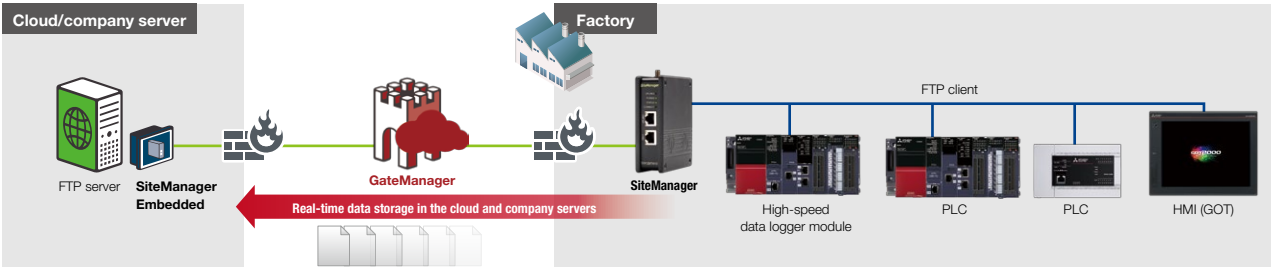 Cloud/company server
Factory
FTP client
FTP server
SiteManager
Embedded
GateManager
SiteManager
Real-time data storage in the cloud and company servers
High-speed
data logger module
PLC
PLC
HMI (GOT)